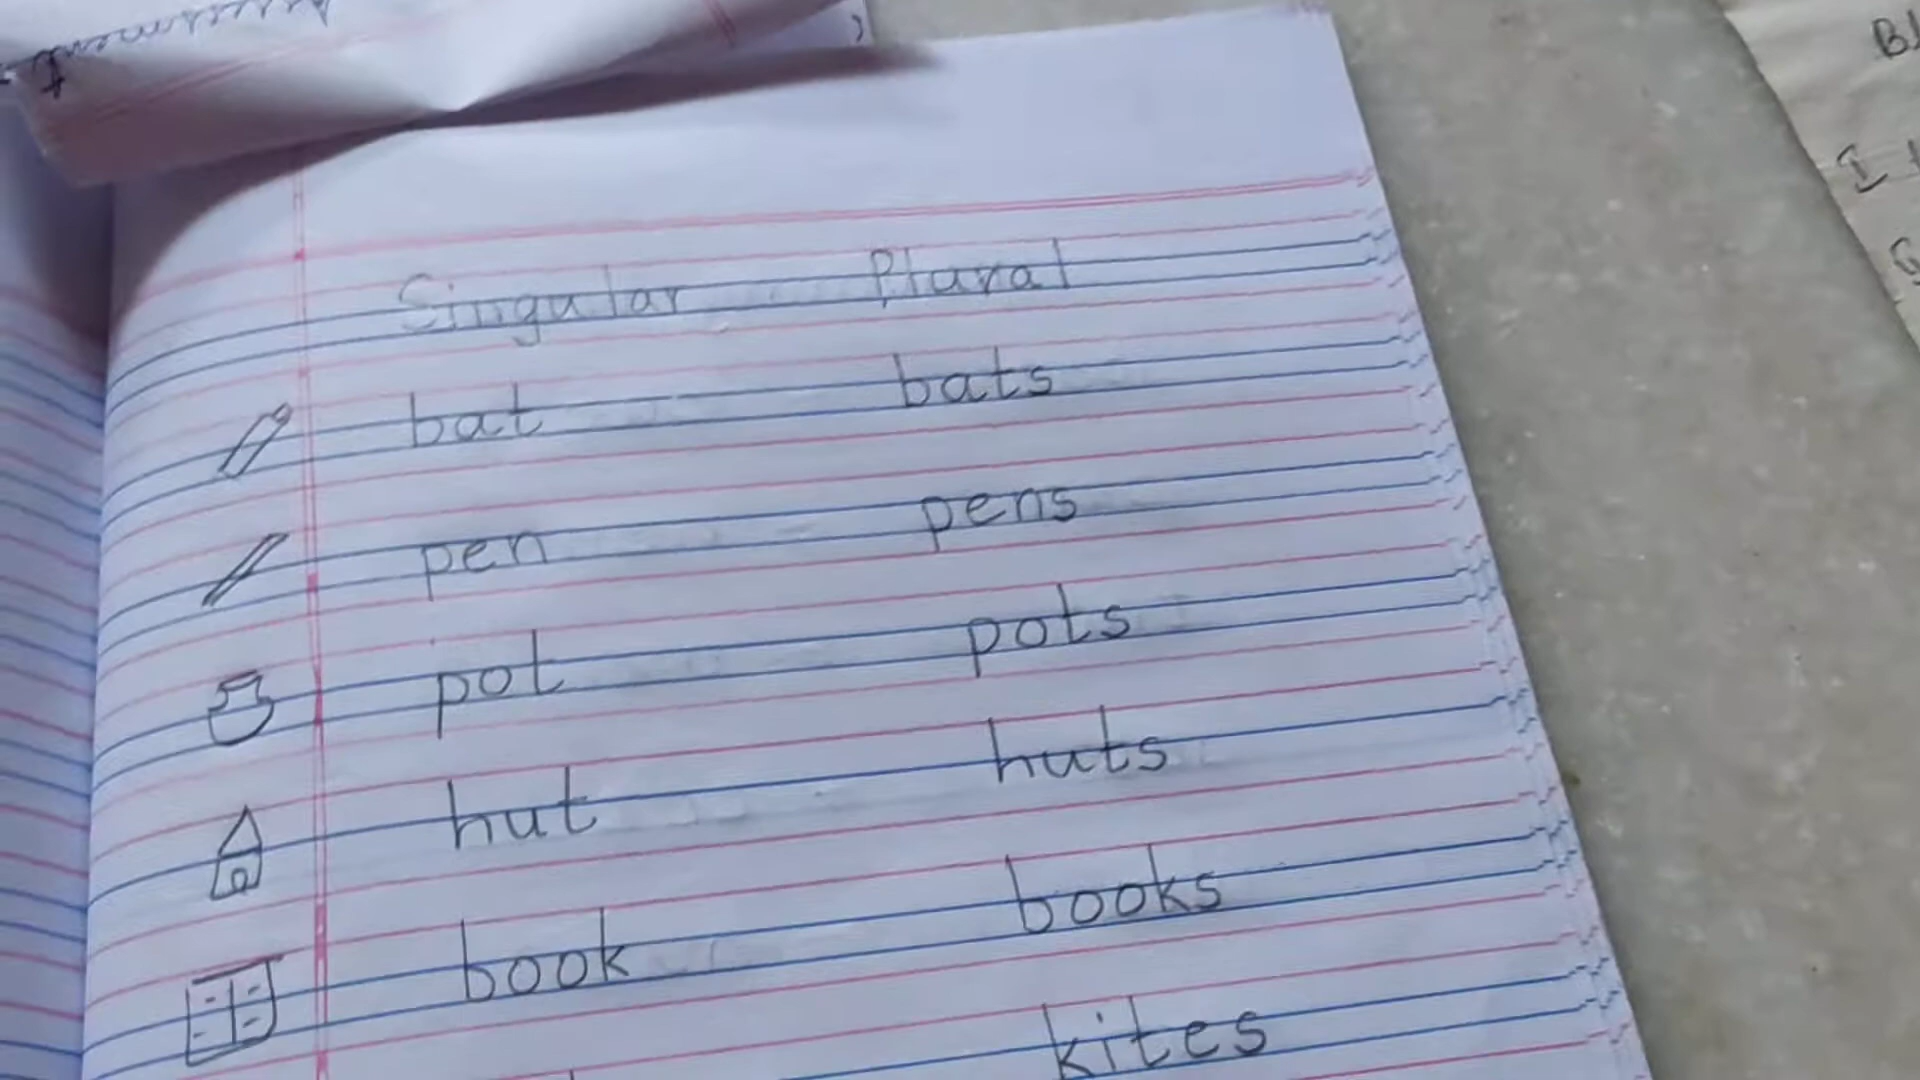 Singular Plural
bat bats
pen pens
pot pots
hut huts
book books
kites